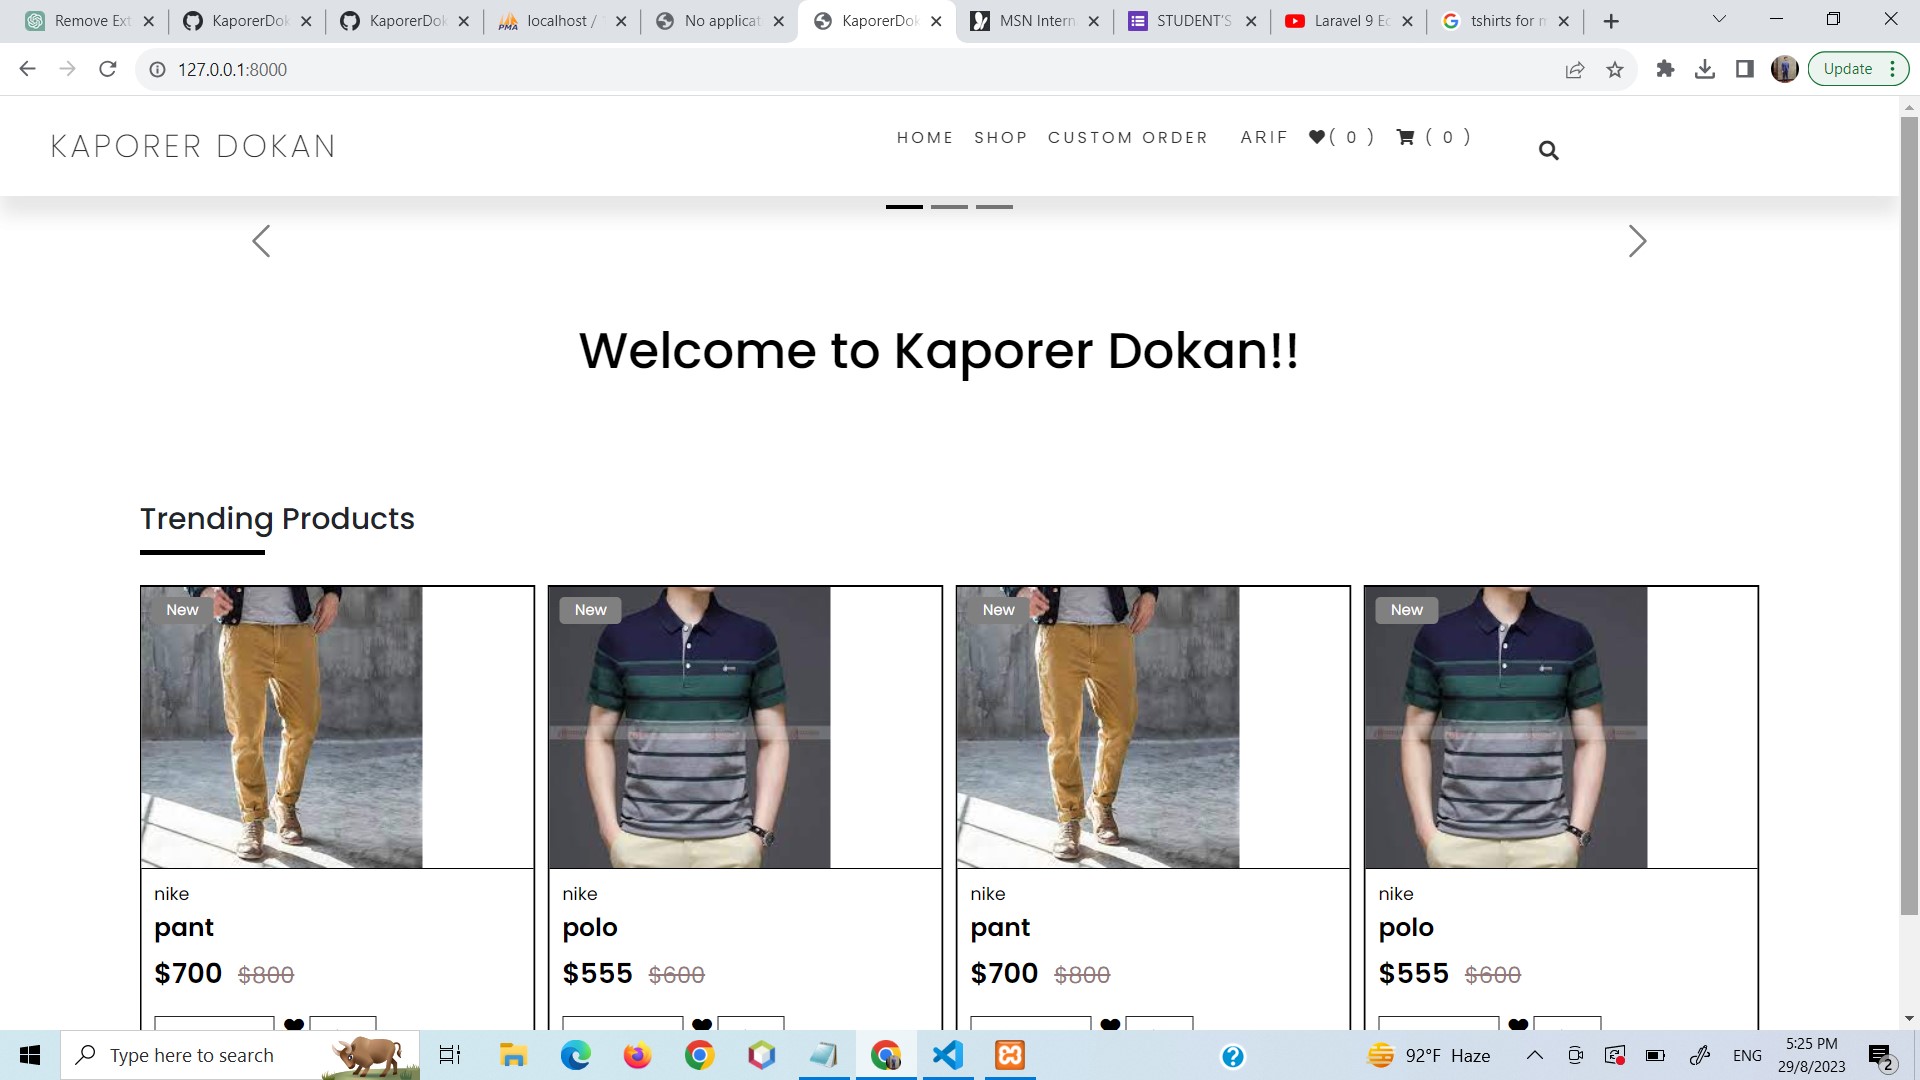 Remove Ext
KaporerDok
KaporerDok
PMA
localhost /
No applicat
KaporerDok
MSN Intern
STUDENT'S
Laravel 9 Ec
tshirts for m
127.0.0.1:8000
Update
KAPORER DOKAN
HOME SHOP CUSTOM ORDER ARIF ( 0 ) ( 0 )
Welcome to Kaporer Dokan!!
Trending Products
New New New New
nike nike nike nike
pant polo pant polo
$700 $800 $555 $600 $700 $800 $555 $600
Type here to search
92°F Haze
ENG
5:25 PM
29/8/2023
2